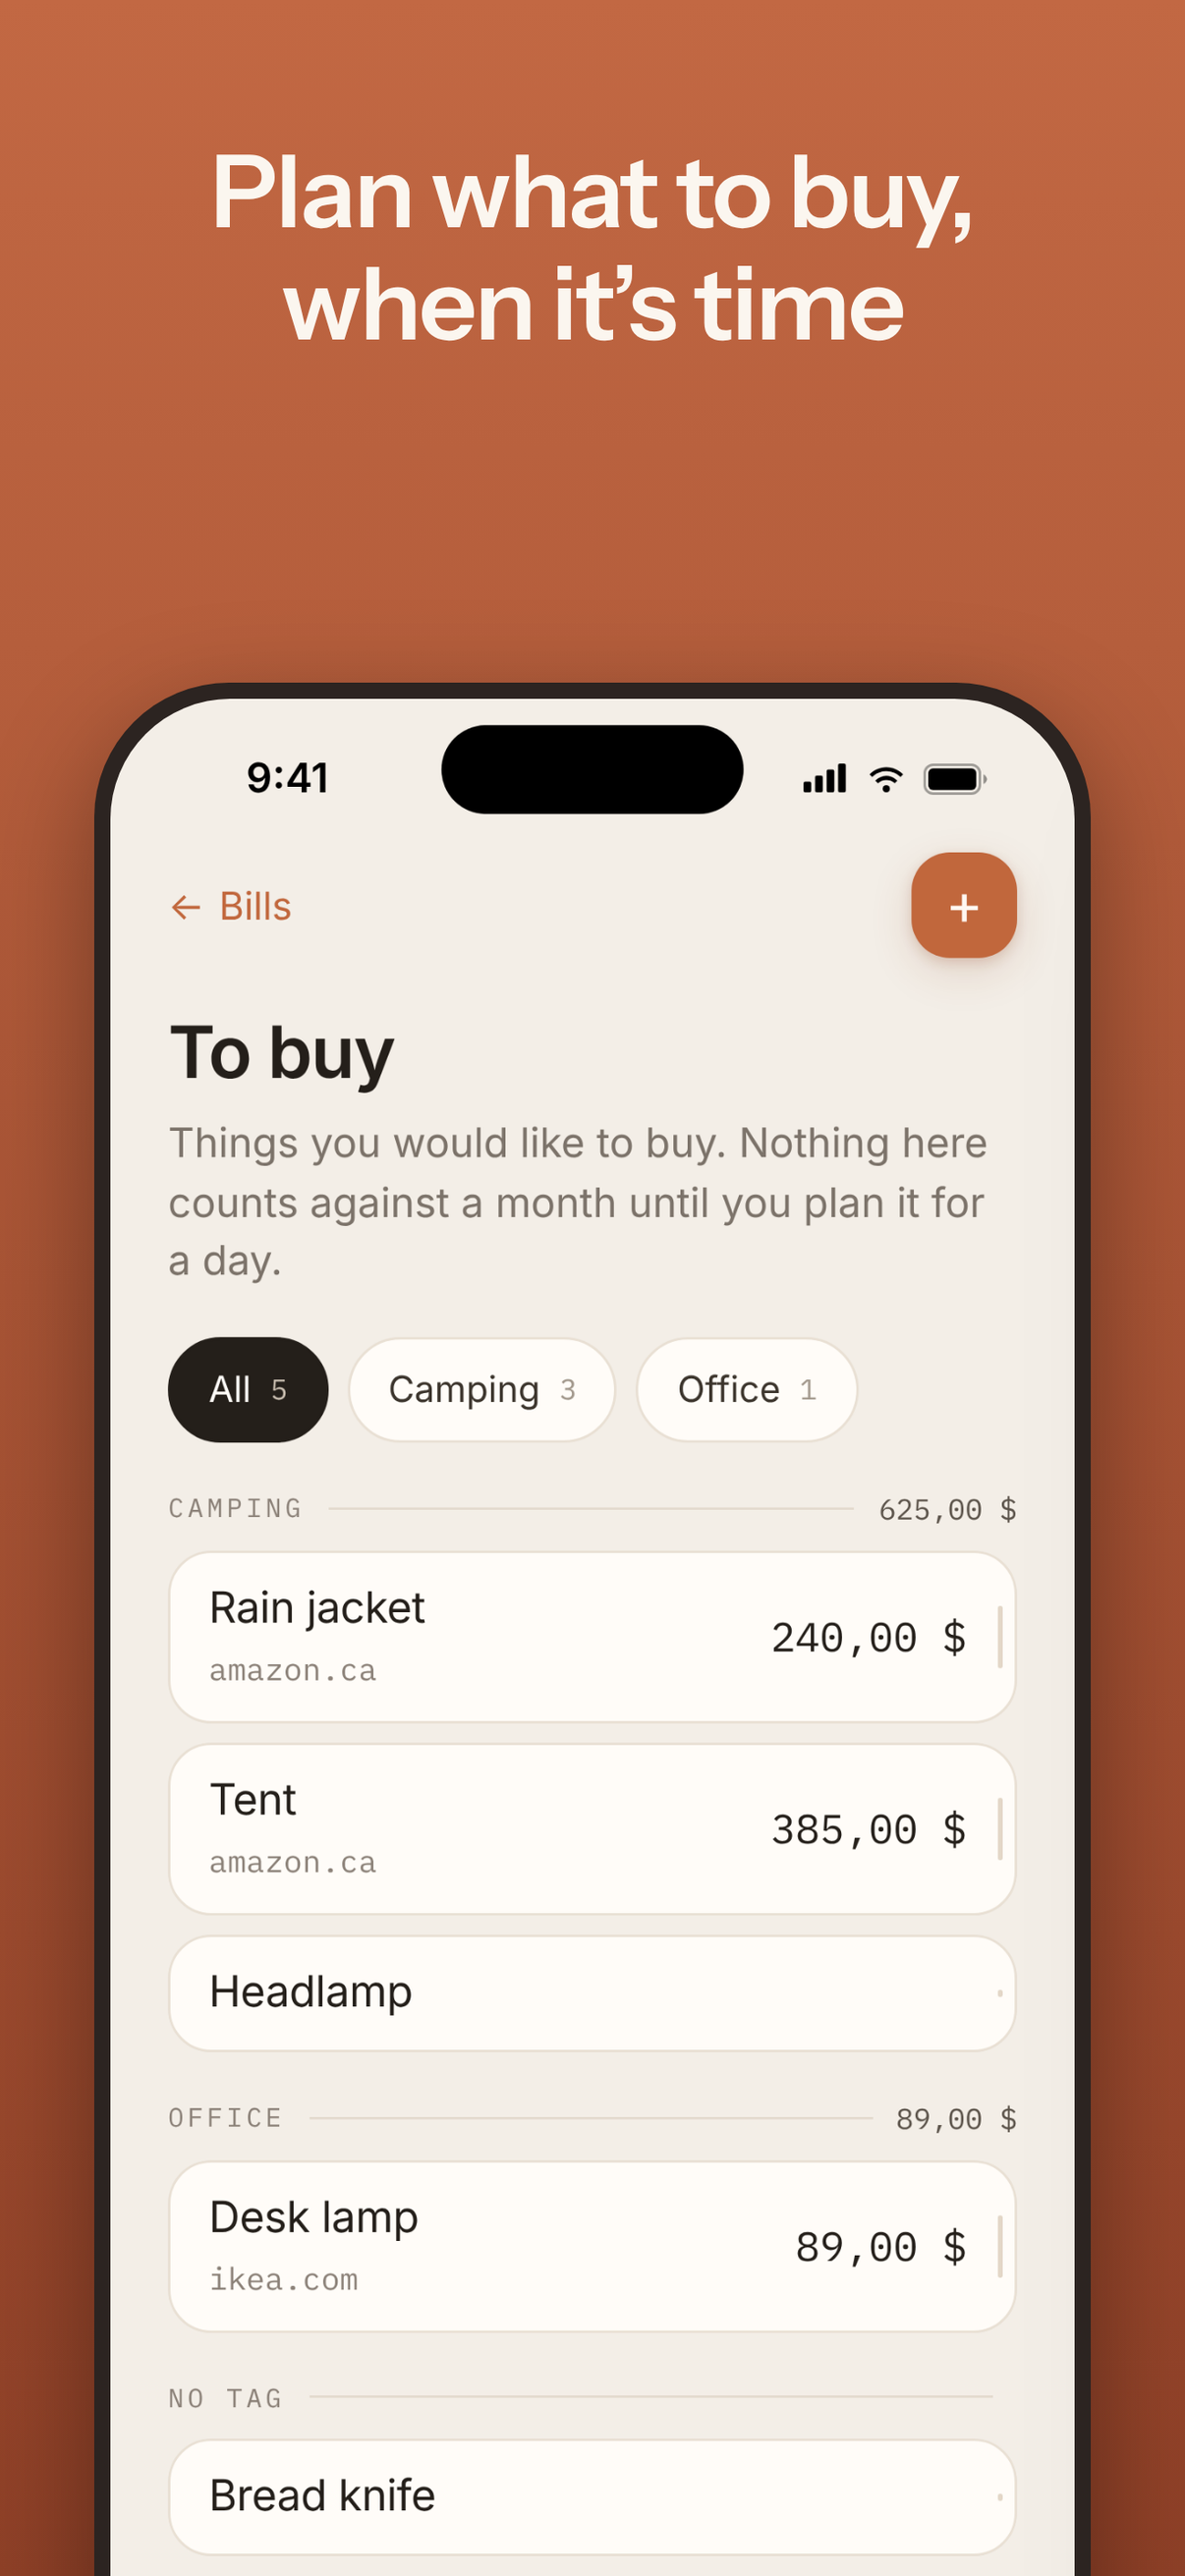 Plan what to buy,
when it’s time
9:41
← Bills
+
To buy
Things you would like to buy. Nothing here
counts against a month until you plan it for
a day.
All 5 Camping 3 Office 1
CAMPING 625,00 $
Rain jacket
240,00 $
amazon.ca
Tent
385,00 $
amazon.ca
Headlamp
OFFICE 89,00 $
Desk lamp
89,00 $
ikea.com
NO TAG
Bread knife